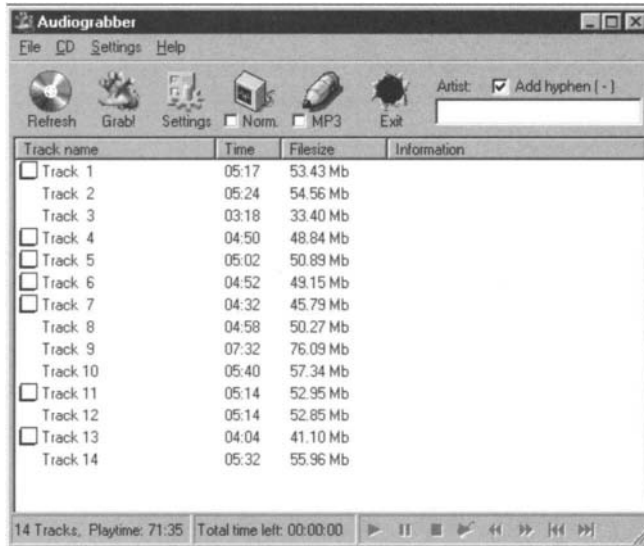 Audiograbber
File CD Settings Help
Refresh Grab! Settings Norm. MP3 Exit Artist: Add hyphen ( - )
Track name Time Filesize Information
Track 1 05:17 53.43 Mb
Track 2 05:24 54.56 Mb
Track 3 03:18 33.40 Mb
Track 4 04:50 48.84 Mb
Track 5 05:02 50.89 Mb
Track 6 04:52 49.15 Mb
Track 7 04:32 45.79 Mb
Track 8 04:58 50.27 Mb
Track 9 07:32 76.09 Mb
Track 10 05:40 57.34 Mb
Track 11 05:14 52.95 Mb
Track 12 05:14 52.85 Mb
Track 13 04:04 41.10 Mb
Track 14 05:32 55.96 Mb
14 Tracks, Playtime: 71:35 Total time left: 00:00:00